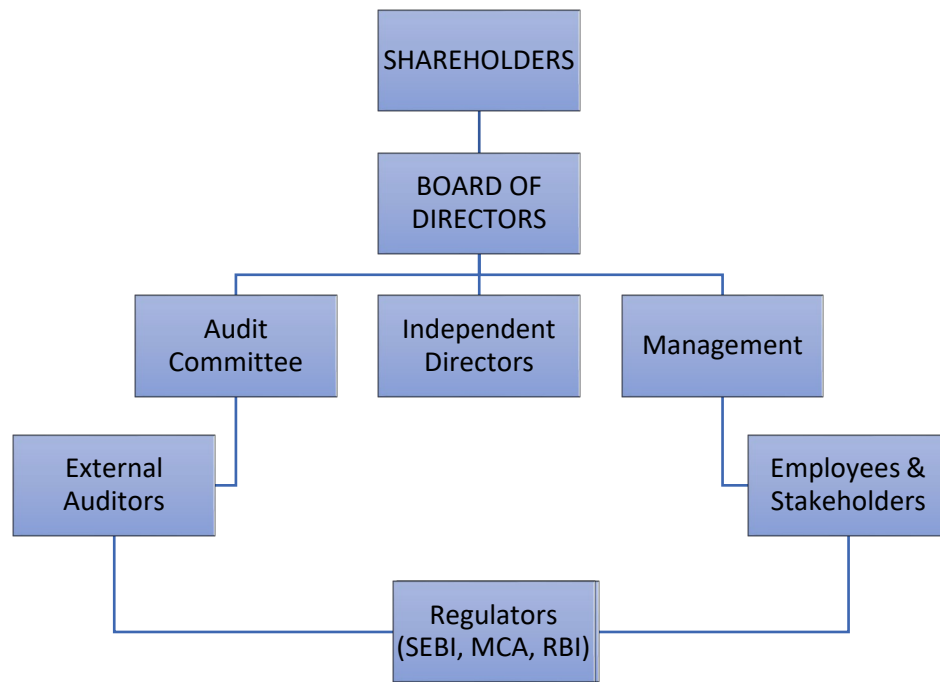 SHAREHOLDERS
BOARD OF
DIRECTORS
Audit
Committee
Independent
Directors
Management
External
Auditors
Employees &
Stakeholders
Regulators
(SEBI, MCA, RBI)